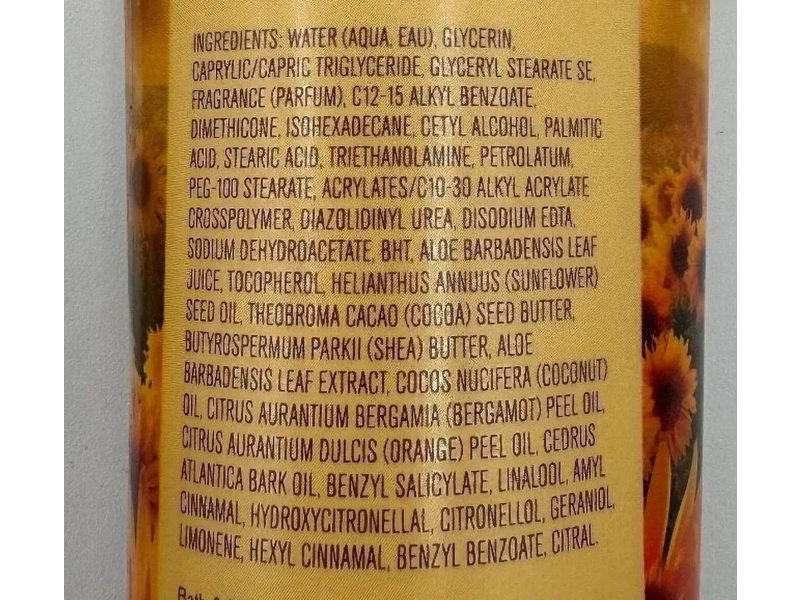 INGREDIENTS: WATER (AQUA, EAU), GLYCERIN,
CAPRYLIC/CAPRIC TRIGLYCERIDE, GLYCERYL STEARATE SE,
FRAGRANCE (PARFUM), C12-15 ALKYL BENZOATE,
DIMETHICONE, ISOHEXADECANE, CETYL ALCOHOL, PALMITIC
ACID, STEARIC ACID, TRIETHANOLAMINE, PETROLATUM,
PEG-100 STEARATE, ACRYLATES/C10-30 ALKYL ACRYLATE
CROSSPOLYMER, DIAZOLIDINYL UREA, DISODIUM EDTA,
SODIUM DEHYDROACETATE, BHT, ALOE BARBADENSIS LEAF
JUICE, TOCOPHEROL, HELIANTHUS ANNUUS (SUNFLOWER)
SEED OIL, THEOBROMA CACAO (COCOA) SEED BUTTER,
BUTYROSPERMUM PARKII (SHEA) BUTTER, ALOE
BARBADENSIS LEAF EXTRACT, COCOS NUCIFERA (COCONUT)
OIL, CITRUS AURANTIUM BERGAMIA (BERGAMOT) PEEL OIL,
CITRUS AURANTIUM DULCIS (ORANGE) PEEL OIL, CEDRUS
ATLANTICA BARK OIL, BENZYL SALICYLATE, LINALOOL, AMYL
CINNAMAL, HYDROXYCITRONELLAL, CITRONELLOL, GERANIOL,
LIMONENE, HEXYL CINNAMAL, BENZYL BENZOATE, CITRAL.
Bath